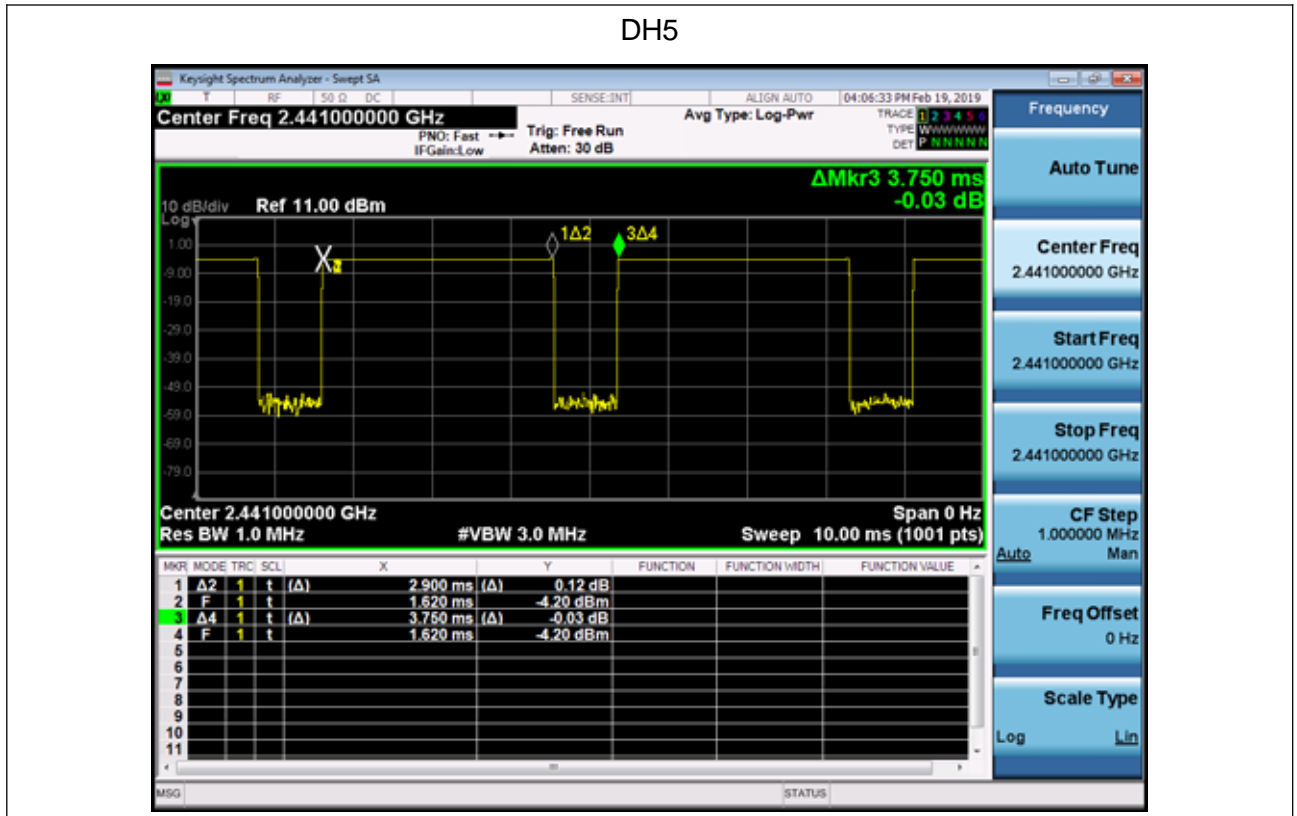 DH5
Keysight Spectrum Analyzer - Swept SA
T RF 50 Ω DC SENSE:INT ALIGN AUTO 04:06:33 PM Feb 19, 2019
Center Freq 2.441000000 GHz
PNO: Fast
IFGain:Low
Trig: Free Run
Atten: 30 dB
Avg Type: Log-Pwr
TRACE 1 2 3 4 5 6
TYPE WWWWWW
DET P N N N N N
ΔMkr3 3.750 ms
-0.03 dB
10 dB/div Ref 11.00 dBm
Log
1.00
-9.00
-19.0
-29.0
-39.0
-49.0
-59.0
-69.0
-79.0
1Δ2
3Δ4
Center 2.441000000 GHz Span 0 Hz
Res BW 1.0 MHz #VBW 3.0 MHz Sweep 10.00 ms (1001 pts)
MKR MODE TRC SCL X Y FUNCTION FUNCTION WIDTH FUNCTION VALUE
1 Δ2 1 t (Δ) 2.900 ms (Δ) 0.12 dB
2 F 1 t 1.620 ms -4.20 dBm
3 Δ4 1 t (Δ) 3.750 ms (Δ) -0.03 dB
4 F 1 t 1.620 ms -4.20 dBm
5
6
7
8
9
10
11
MSG STATUS
Frequency
Auto Tune
Center Freq
2.441000000 GHz
Start Freq
2.441000000 GHz
Stop Freq
2.441000000 GHz
CF Step
1.000000 MHz
Auto Man
Freq Offset
0 Hz
Scale Type
Log Lin